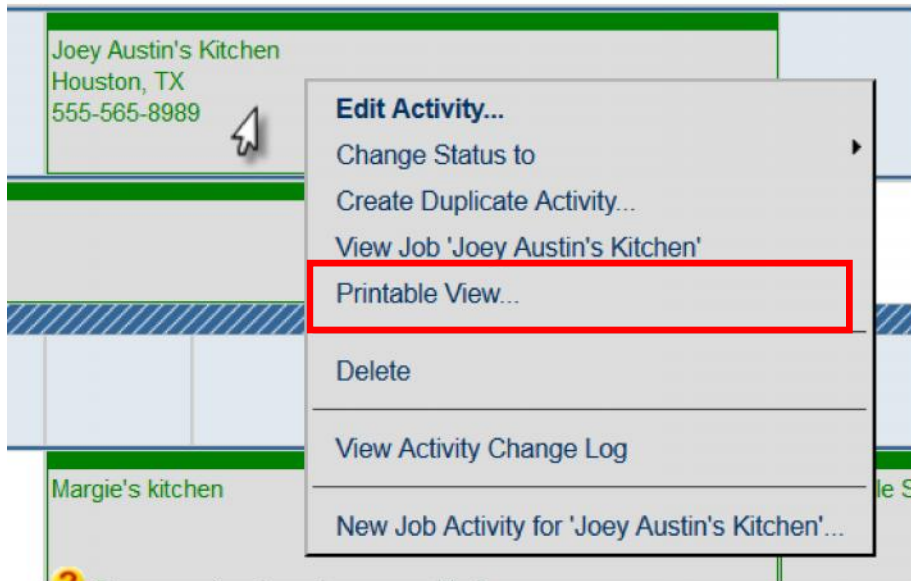 Joey Austin's Kitchen
Houston, TX
555-565-8989
Edit Activity...
Change Status to
Create Duplicate Activity...
View Job 'Joey Austin's Kitchen'
Printable View...
Delete
View Activity Change Log
New Job Activity for 'Joey Austin's Kitchen'...
Margie's kitchen